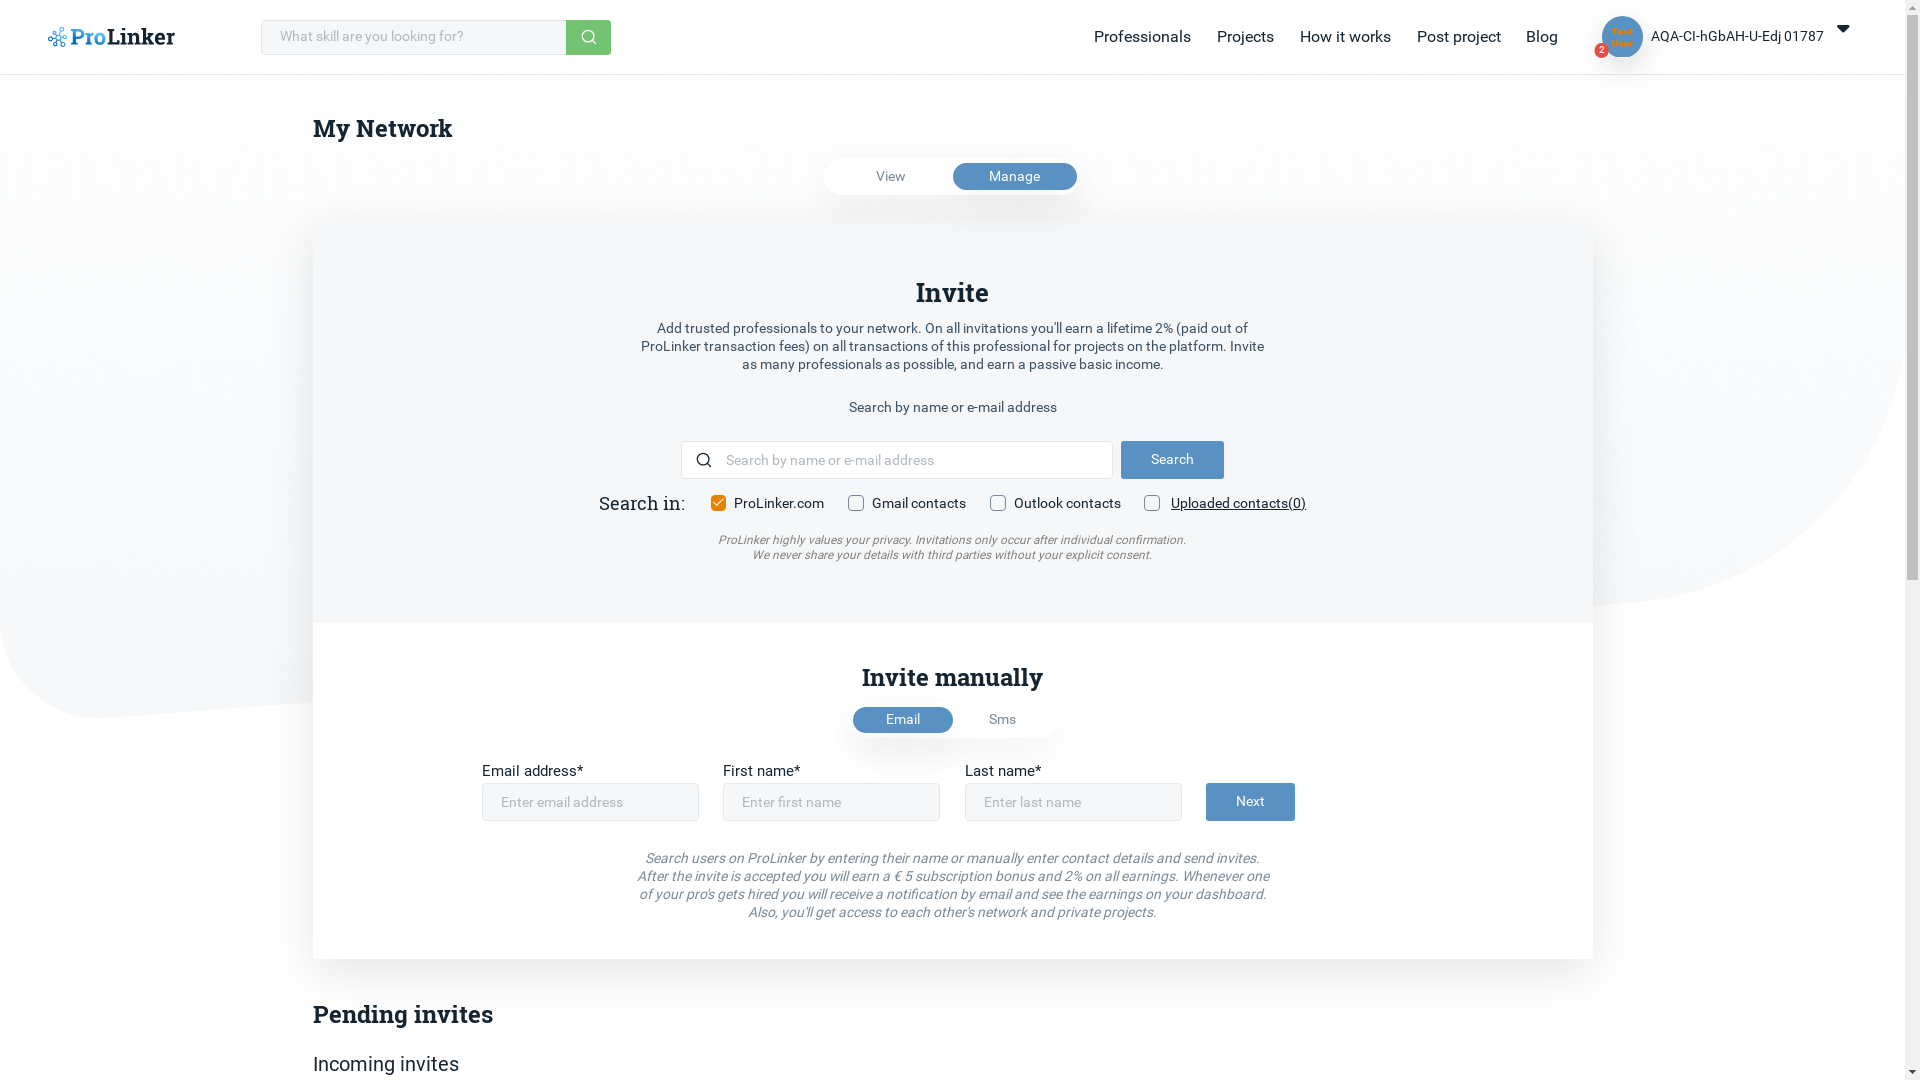 ProLinker
What skill are you looking for?
Professionals
Projects
How it works
Post project
Blog
2
AQA-CI-hGbAH-U-Edj 01787
My Network
View
Manage
Invite
Add trusted professionals to your network. On all invitations you'll earn a lifetime 2% (paid out of
ProLinker transaction fees) on all transactions of this professional for projects on the platform. Invite
as many professionals as possible, and earn a passive basic income.
Search by name or e-mail address
Search by name or e-mail address
Search
Search in:
ProLinker.com
Gmail contacts
Outlook contacts
Uploaded contacts(0)
ProLinker highly values your privacy. Invitations only occur after individual confirmation.
We never share your details with third parties without your explicit consent.
Invite manually
Email
Sms
Email address*
First name*
Last name*
Enter email address
Enter first name
Enter last name
Next
Search users on ProLinker by entering their name or manually enter contact details and send invites.
After the invite is accepted you will earn a € 5 subscription bonus and 2% on all earnings. Whenever one
of your pro's gets hired you will receive a notification by email and see the earnings on your dashboard.
Also, you'll get access to each other's network and private projects.
Pending invites
Incoming invites